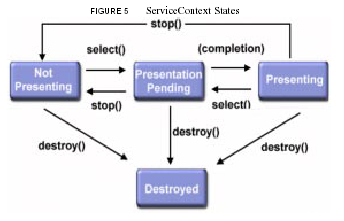 FIGURE 5 ServiceContext States
stop()
select()
(completion)
Not
Presenting
Presentation
Pending
Presenting
stop()
select()
destroy()
destroy()
destroy()
Destroyed